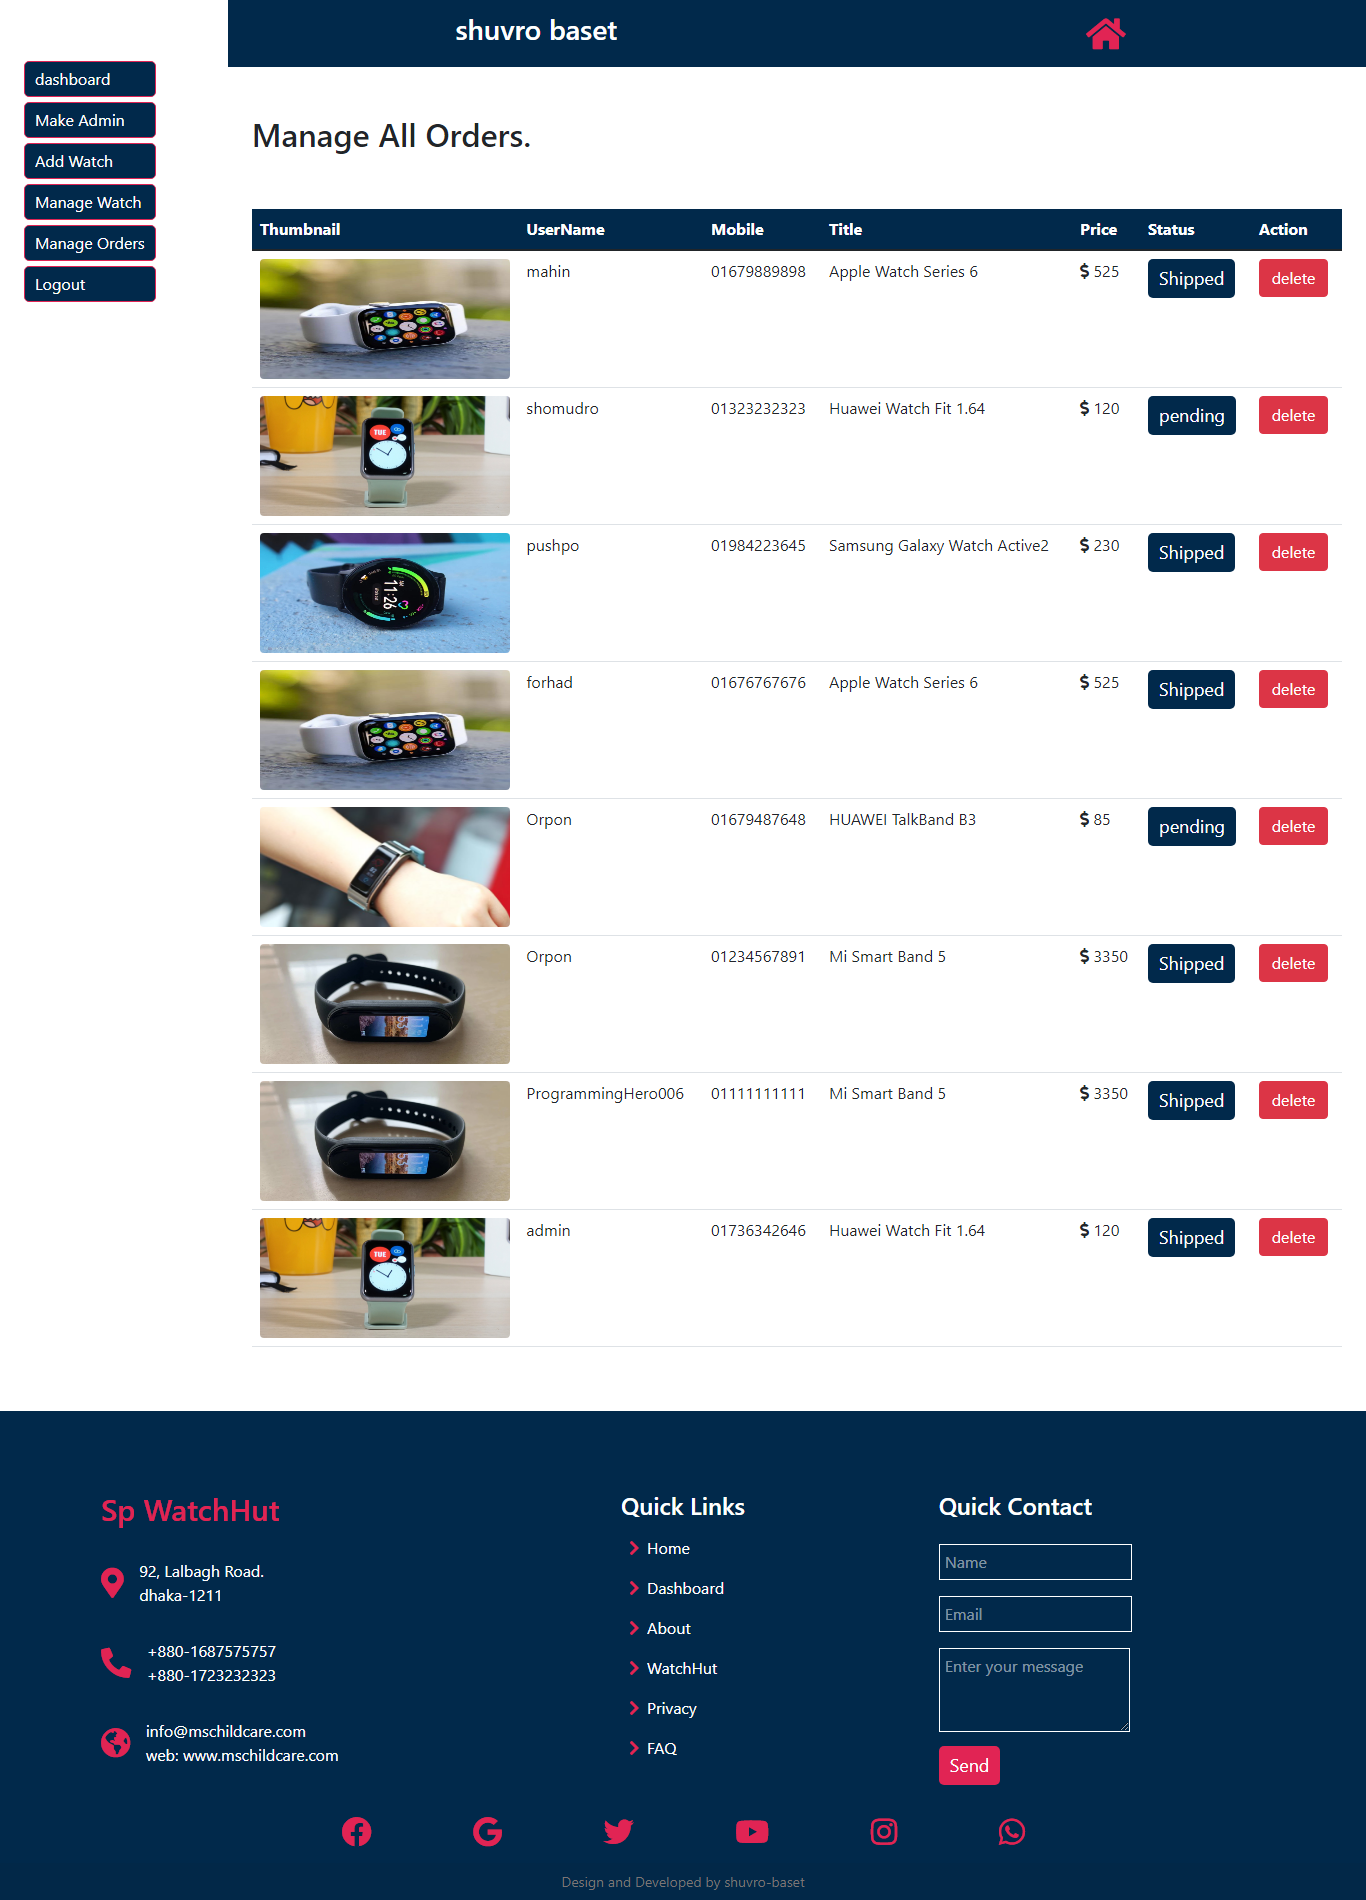 shuvro baset
dashboard
Make Admin
Add Watch
Manage Watch
Manage Orders
Logout
Manage All Orders.
Thumbnail UserName Mobile Title Price Status Action
mahin 01679889898 Apple Watch Series 6 $ 525 Shipped delete
TUE
shomudro 01323232323 Huawei Watch Fit 1.64 $ 120 pending delete
11:26
pushpo 01984223645 Samsung Galaxy Watch Active2 $ 230 Shipped delete
forhad 01676767676 Apple Watch Series 6 $ 525 Shipped delete
Orpon 01679487648 HUAWEI TalkBand B3 $ 85 pending delete
Orpon 01234567891 Mi Smart Band 5 $ 3350 Shipped delete
ProgrammingHero006 01111111111 Mi Smart Band 5 $ 3350 Shipped delete
TUE
admin 01736342646 Huawei Watch Fit 1.64 $ 120 Shipped delete
Sp WatchHut
92, Lalbagh Road.
dhaka-1211
+880-1687575757
+880-1723232323
info@mschildcare.com
web: www.mschildcare.com
Quick Links
Home
Dashboard
About
WatchHut
Privacy
FAQ
Quick Contact
Name
Email
Enter your message
Send
Design and Developed by shuvro-baset